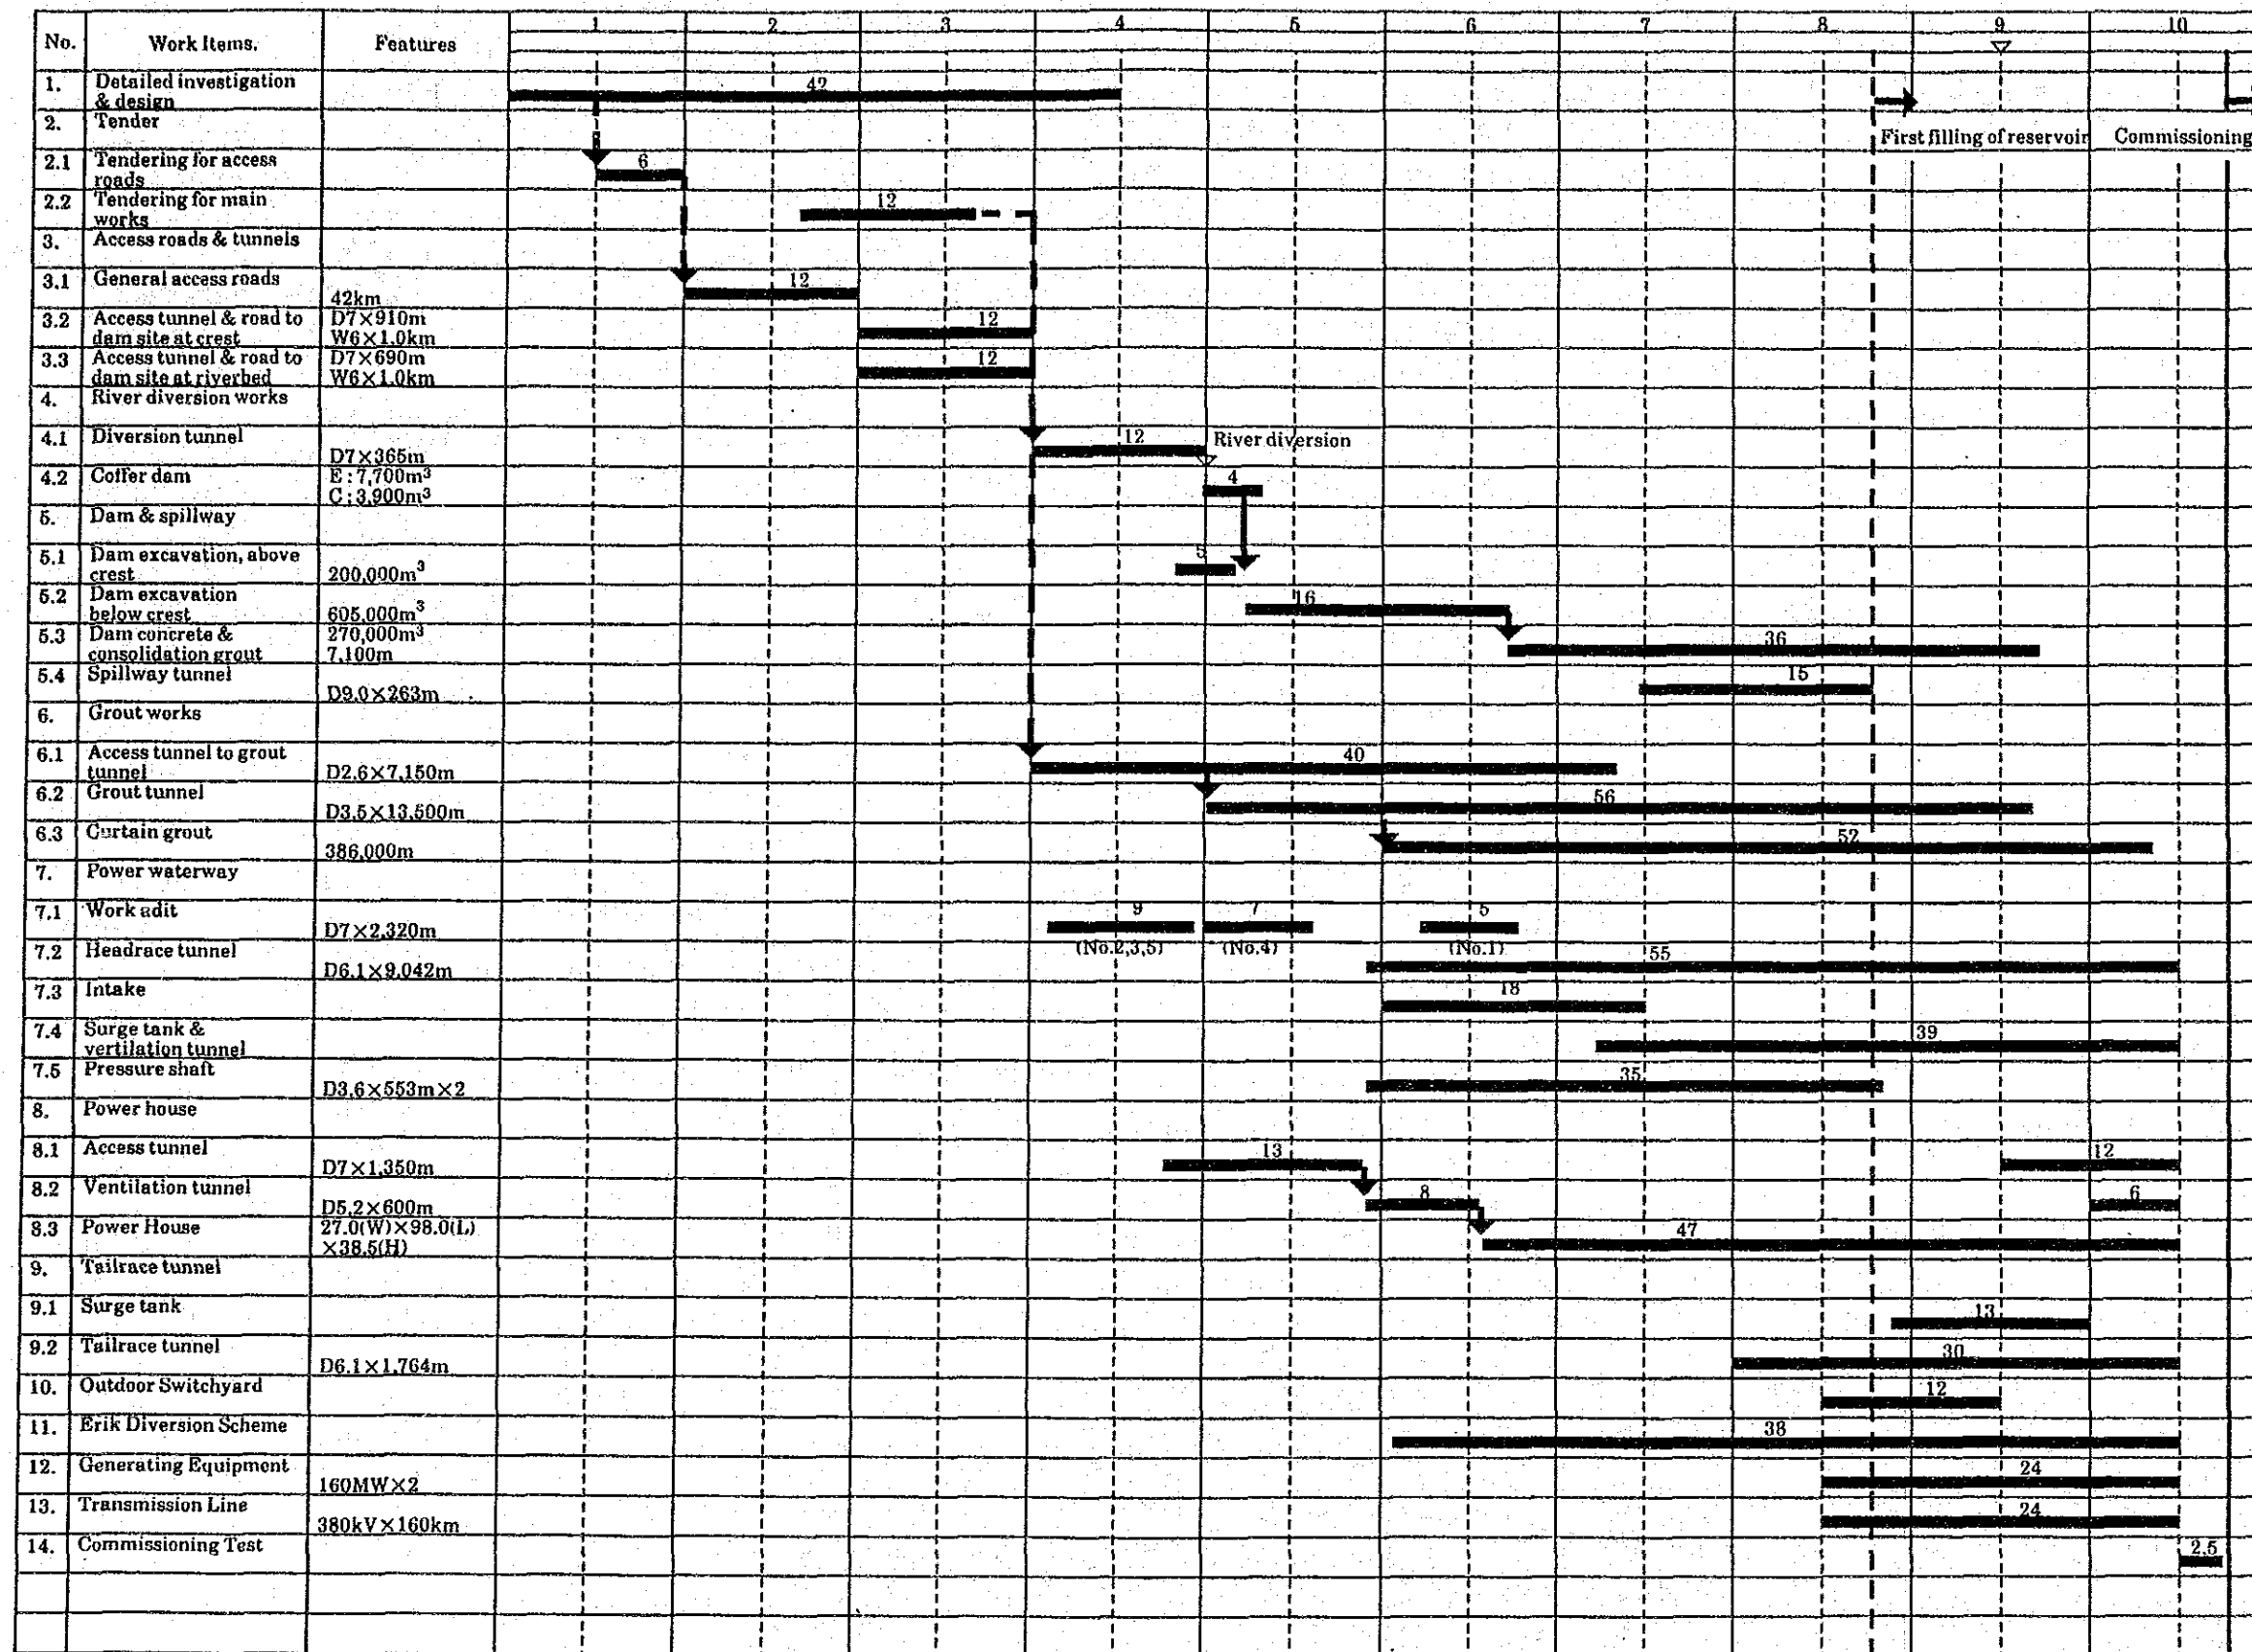 No. Work Items. Features 1 2 3 4 5 6 7 8 9 10
1. Detailed investigation
& design
42
2. Tender
First filling of reservoir Commissioning
2.1 Tendering for access
roads
6
2.2 Tendering for main
works
12
3. Access roads & tunnels
3.1 General access roads
42km
12
3.2 Access tunnel & road to D7×910m
dam site at crest W6×1.0km
12
3.3 Access tunnel & road to D7×690m
dam site at riverbed W6×1.0km
12
4. River diversion works
4.1 Diversion tunnel
D7×365m
12 River diversion
4.2 Coffer dam E:7,700m³
C:3,900m³
4
5. Dam & spillway
5.1 Dam excavation, above
crest 200,000m³
5
5.2 Dam excavation
below crest 605,000m³
16
5.3 Dam concrete & 270,000m³
consolidation grout 7,100m
36
5.4 Spillway tunnel
D9.0×263m
15
6. Grout works
6.1 Access tunnel to grout
tunnel D2.6×7,150m
40
6.2 Grout tunnel
D3.5×13,500m
56
6.3 Curtain grout
386,000m
52
7. Power waterway
7.1 Work adit
D7×2,320m
9 7 5
(No.2,3,5) (No.4) (No.1)
7.2 Headrace tunnel
D6.1×9.042m
55
7.3 Intake
18
7.4 Surge tank &
vertilation tunnel
39
7.5 Pressure shaft
D3.6×553m×2
35
8. Power house
8.1 Access tunnel
D7×1,350m
13 12
8.2 Ventilation tunnel
D5.2×600m
8 6
8.3 Power House 27.0(W)×98.0(L)
×38.5(H)
47
9. Tailrace tunnel
9.1 Surge tank
13
9.2 Tailrace tunnel
D6.1×1,764m
30
10. Outdoor Switchyard
12
11. Erik Diversion Scheme
38
12. Generating Equipment
160MW×2
24
13. Transmission Line
380kV×160km
24
14. Commissioning Test
2.5